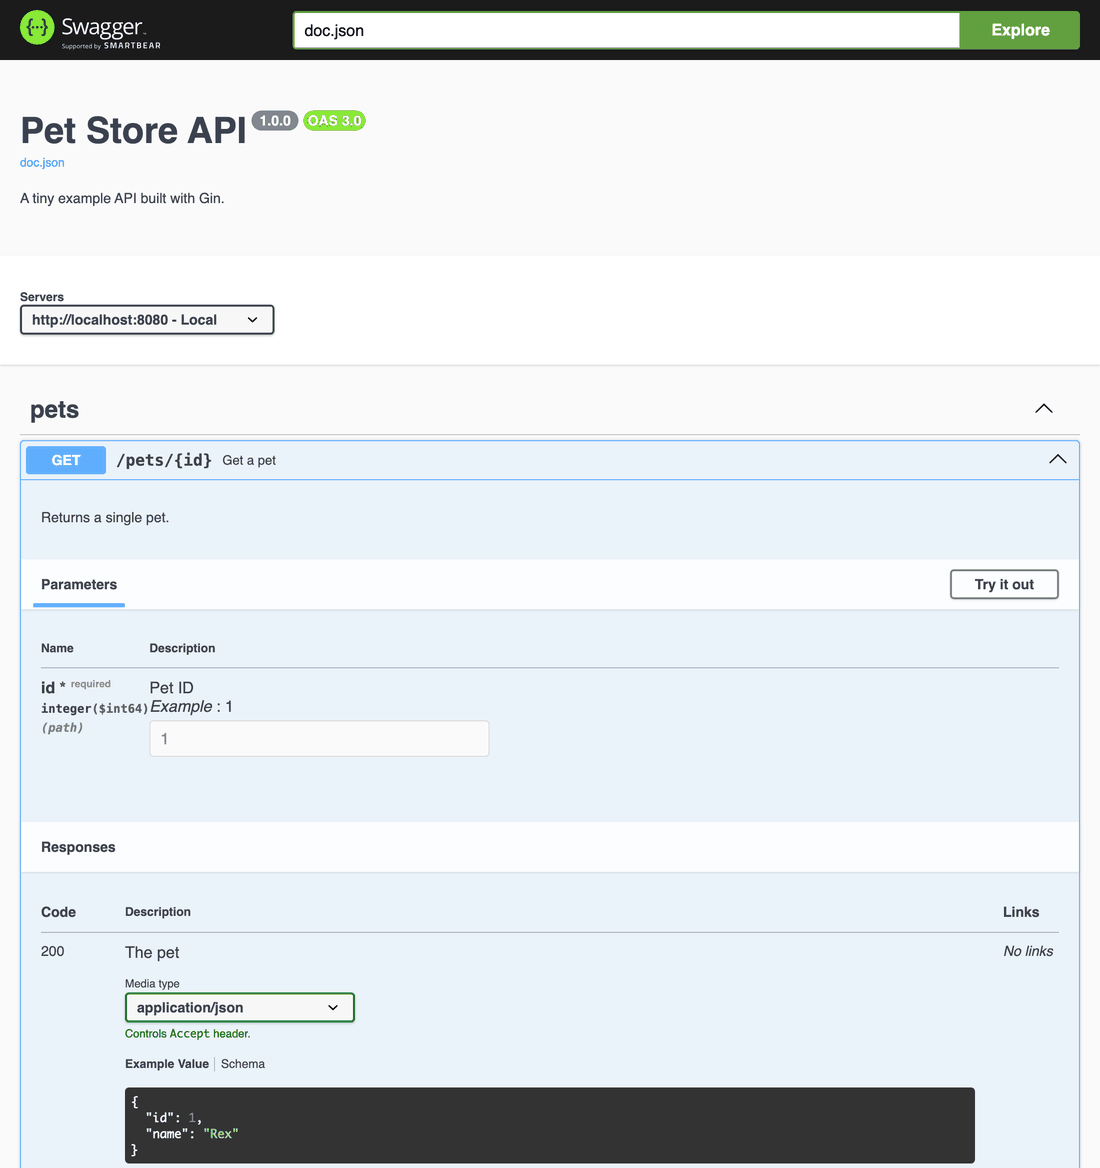 Swagger
Supported by SMARTBEAR
doc.json
Explore
Pet Store API 1.0.0 OAS 3.0
doc.json
A tiny example API built with Gin.
Servers
http://localhost:8080 - Local
pets
GET /pets/{id} Get a pet
Returns a single pet.
Parameters
Try it out
Name Description
id * required
integer($int64)
(path)
Pet ID
Example : 1
1
Responses
Code Description Links
200 The pet No links
Media type
application/json
Controls Accept header.
Example Value Schema
{
  "id": 1,
  "name": "Rex"
}